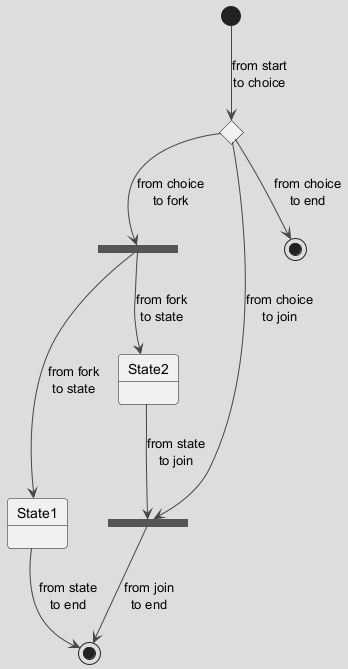 from start
to choice
from choice
to fork
from choice
to end
from fork
to state
from choice
to join
from fork
to state
State2
from state
to join
State1
from state
to end
from join
to end